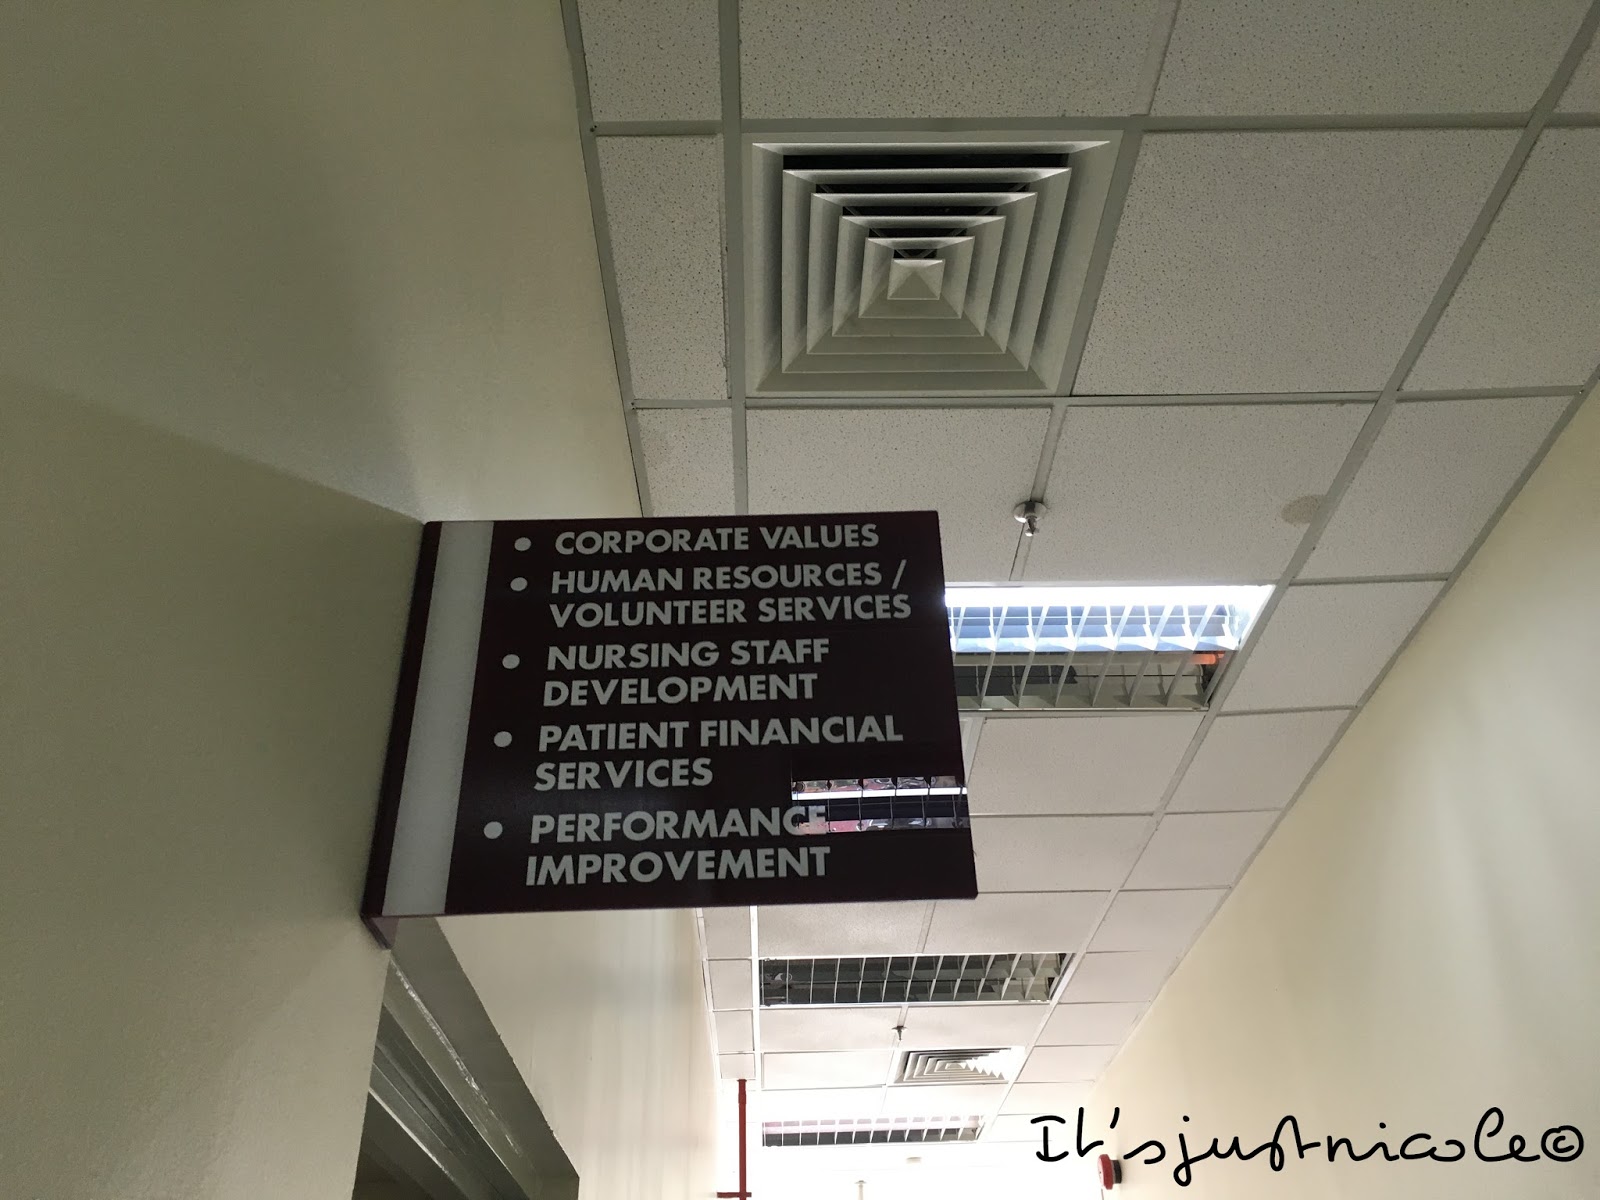 • CORPORATE VALUES
• HUMAN RESOURCES /
VOLUNTEER SERVICES
• NURSING STAFF
DEVELOPMENT
• PATIENT FINANCIAL
SERVICES
• PERFORMANCE
IMPROVEMENT
It'sjustnicole©